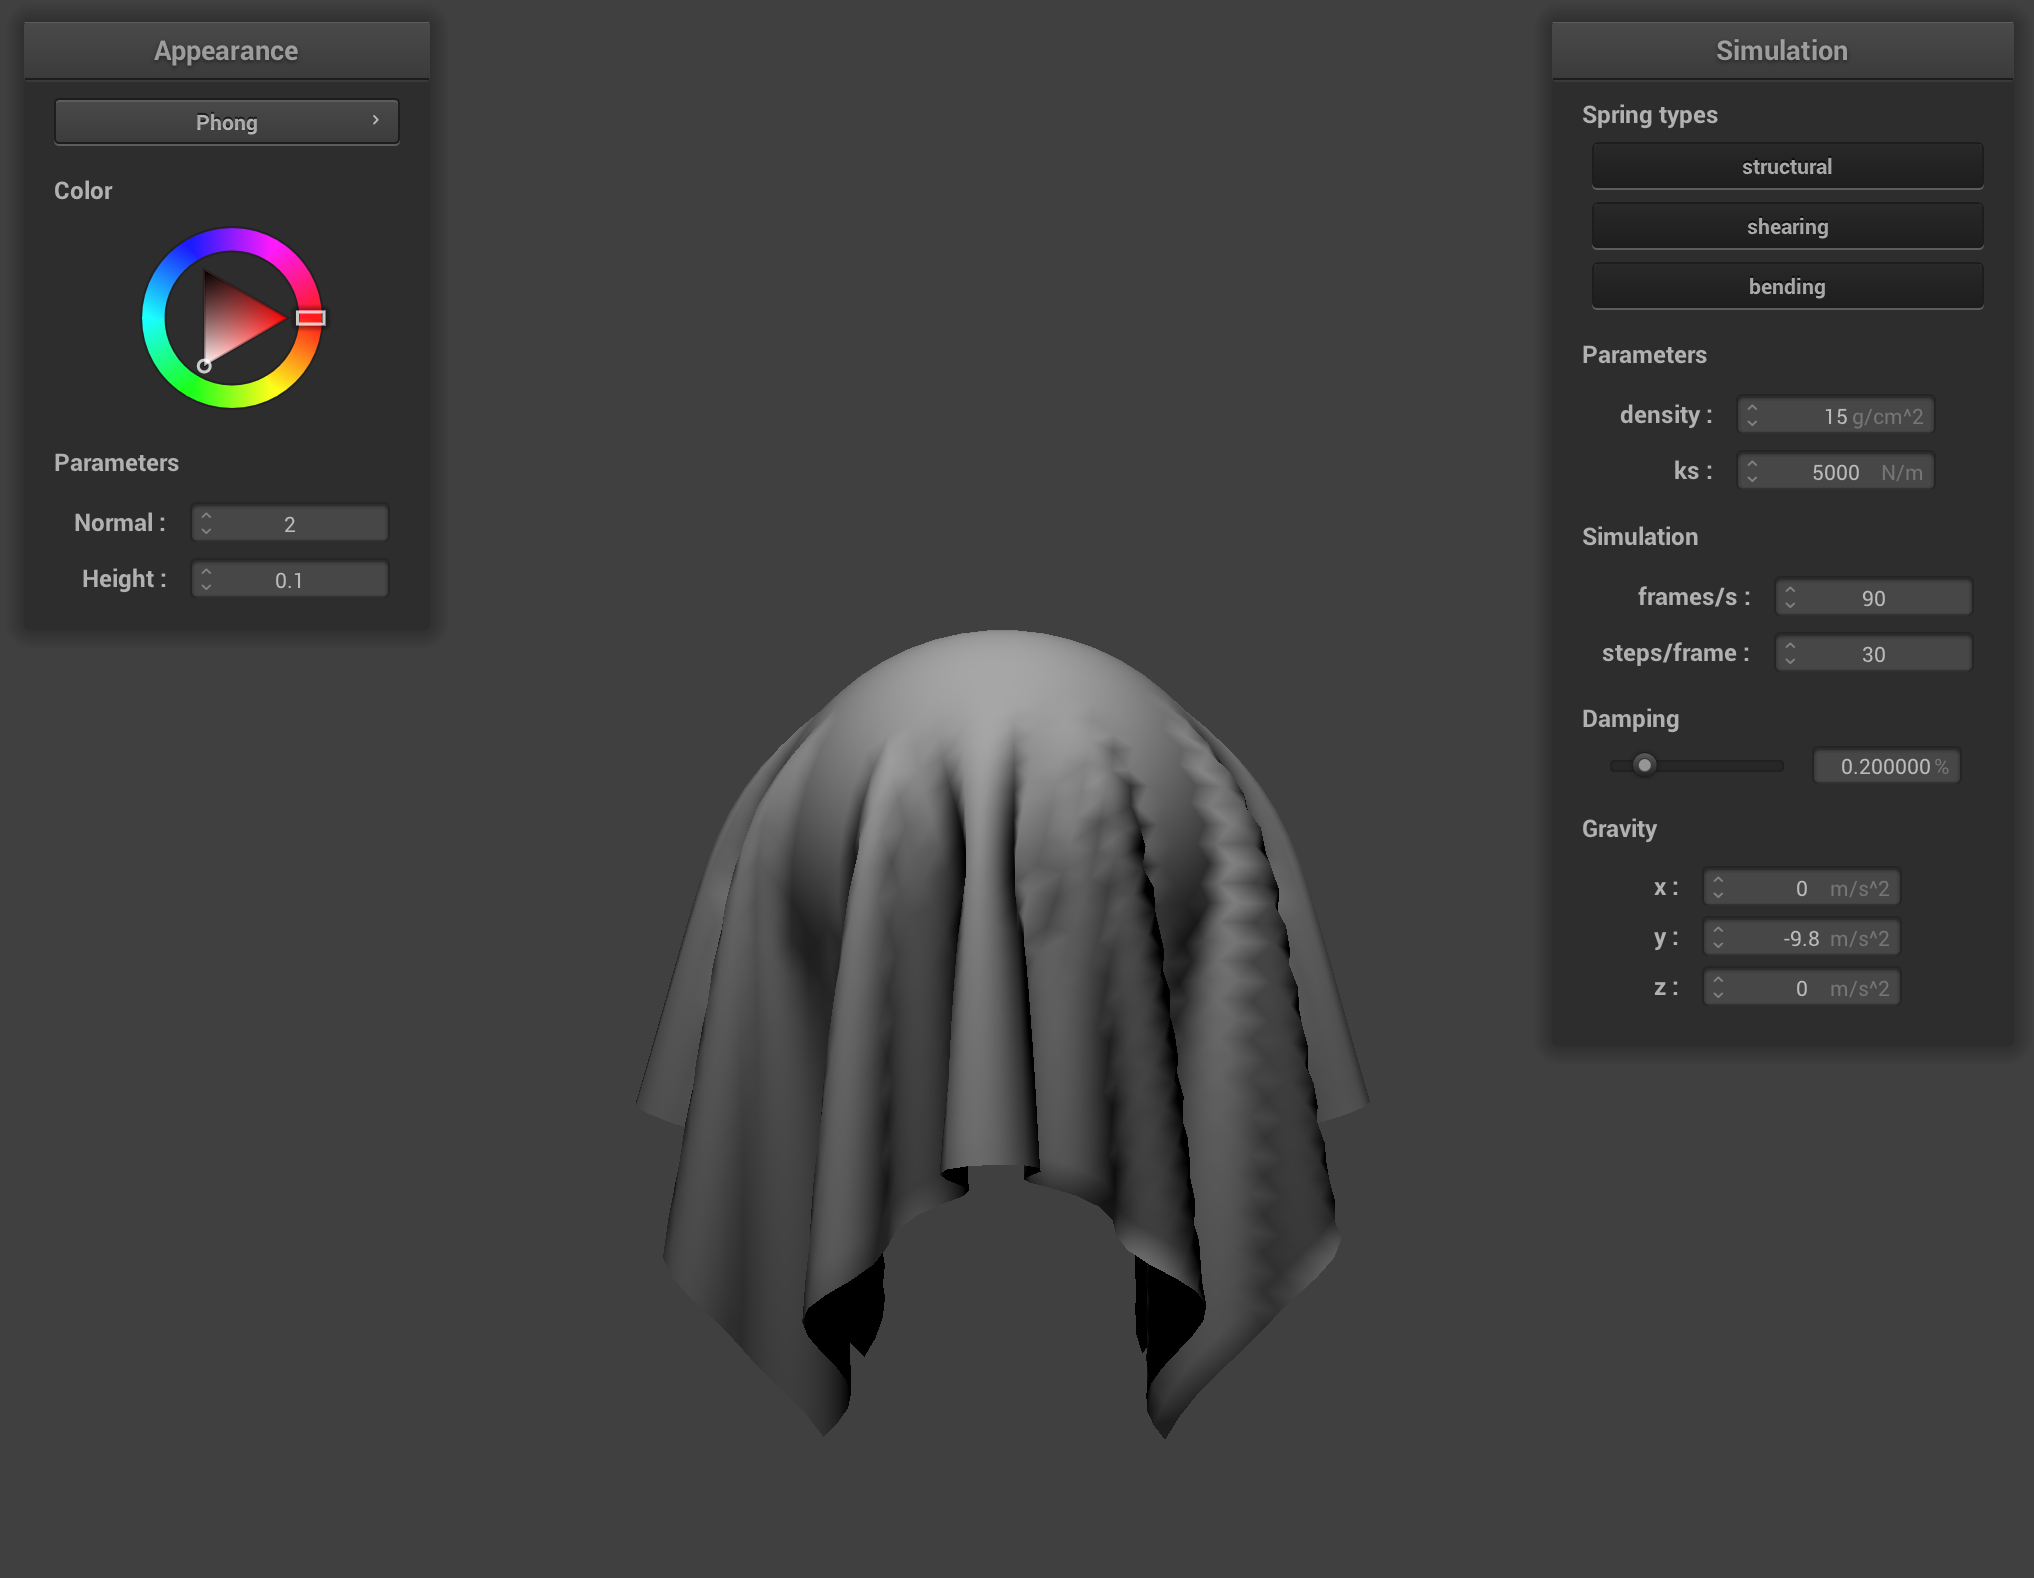 Appearance
Phong
Color
Parameters
Normal : 2
Height : 0.1
Simulation
Spring types
structural
shearing
bending
Parameters
density : 15 g/cm^2
ks : 5000 N/m
Simulation
frames/s : 90
steps/frame : 30
Damping
0.200000 %
Gravity
x : 0 m/s^2
y : -9.8 m/s^2
z : 0 m/s^2